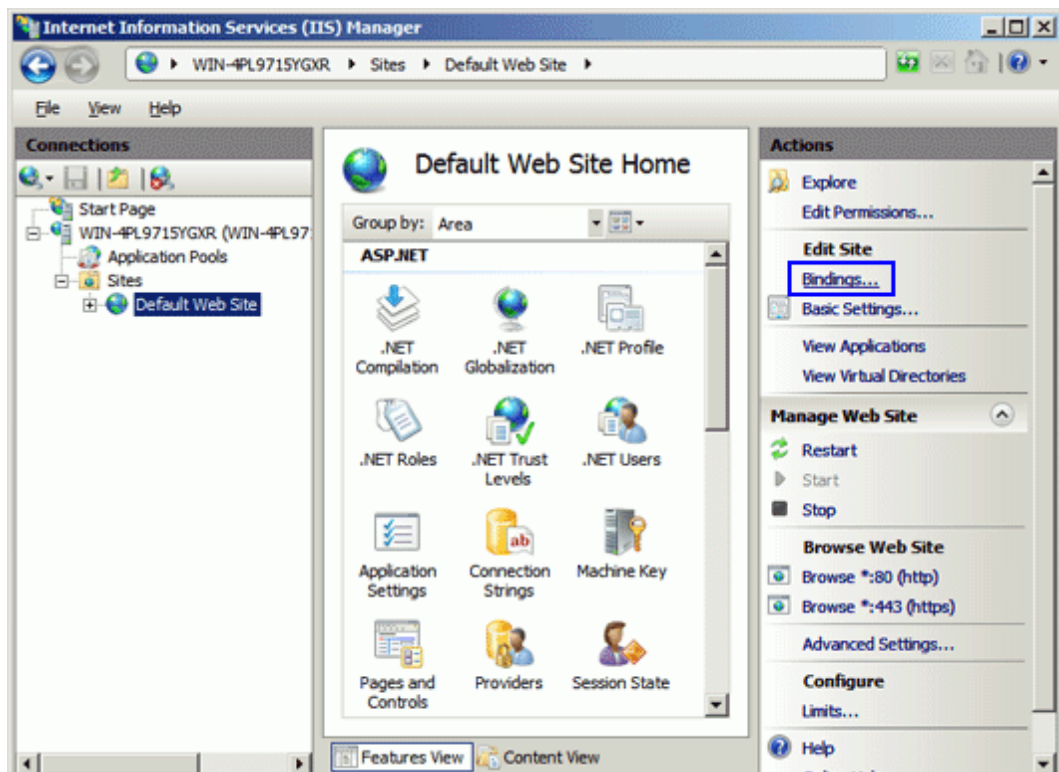 Internet Information Services (IIS) Manager
WIN-4PL9715YGXR Sites Default Web Site
File View Help
Connections
Start Page
WIN-4PL9715YGXR (WIN-4PL97
Application Pools
Sites
Default Web Site
Default Web Site Home
Group by: Area
ASP.NET
.NET Compilation
.NET Globalization
.NET Profile
.NET Roles
.NET Trust Levels
.NET Users
Application Settings
Connection Strings
Machine Key
Pages and Controls
Providers
Session State
Features View
Content View
Actions
Explore
Edit Permissions...
Edit Site
Bindings...
Basic Settings...
View Applications
View Virtual Directories
Manage Web Site
Restart
Start
Stop
Browse Web Site
Browse *:80 (http)
Browse *:443 (https)
Advanced Settings...
Configure
Limits...
Help